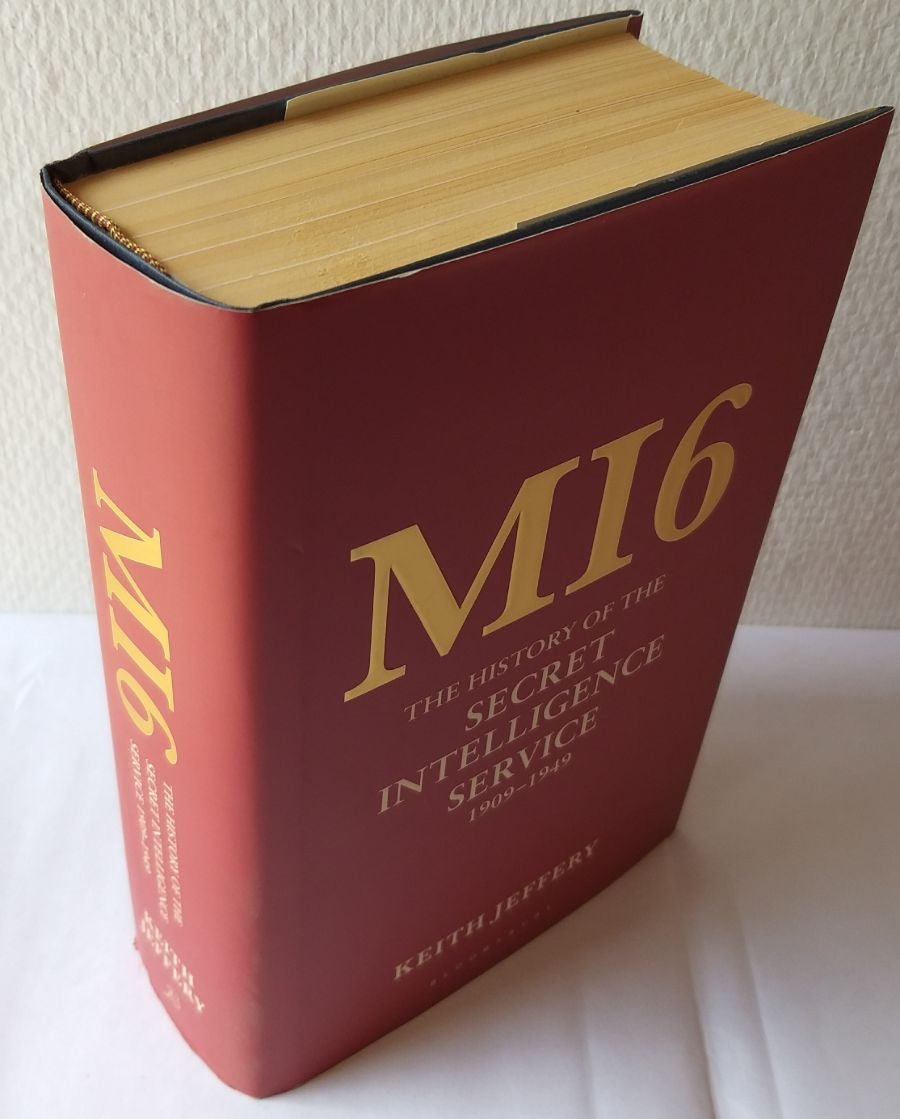 MI6
THE HISTORY OF THE
SECRET
INTELLIGENCE
SERVICE
1909–1949
KEITH JEFFERY
BLOOMSBURY
MI6
THE HISTORY OF THE
SECRET INTELLIGENCE
SERVICE 1909–1949
KEITH
JEFFERY